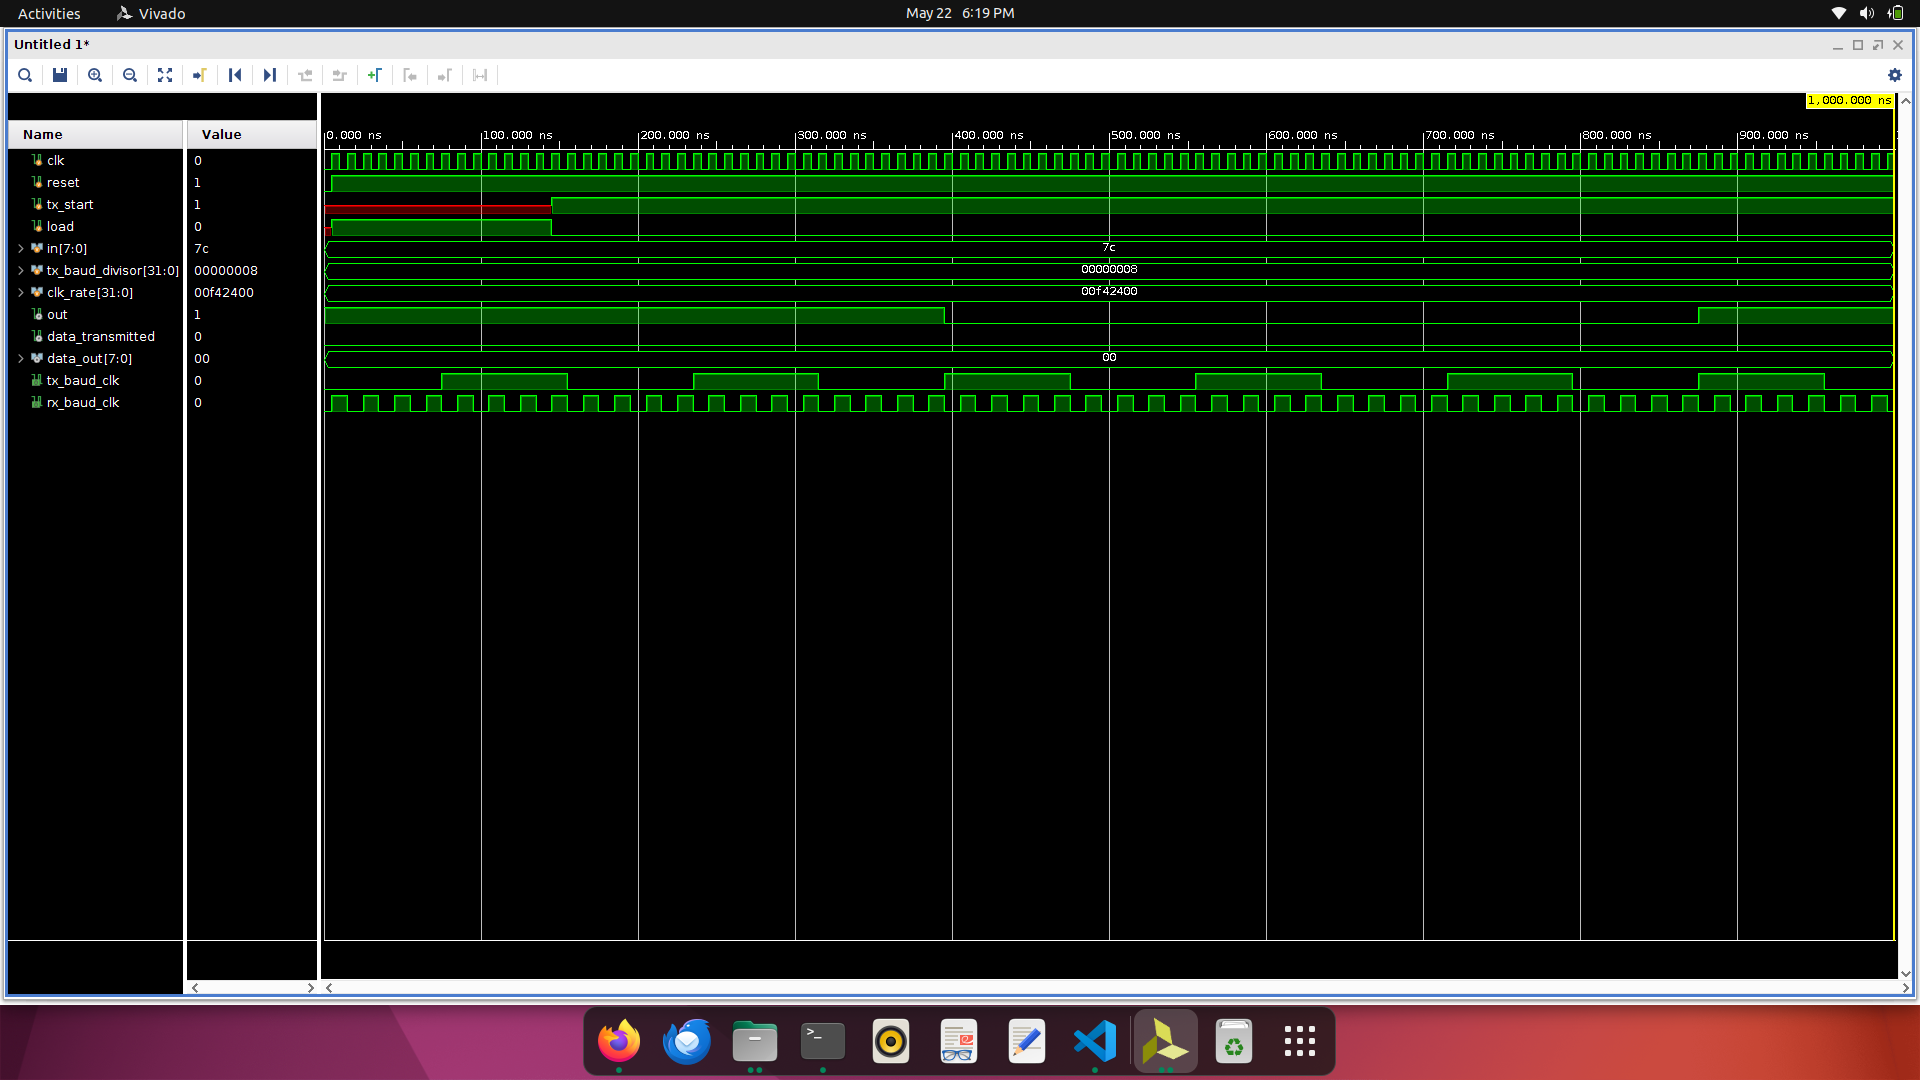 Activities Vivado May 22 6:19 PM
Untitled 1*
1,000.000 ns
Name Value
0.000 ns 100.000 ns 200.000 ns 300.000 ns 400.000 ns 500.000 ns 600.000 ns 700.000 ns 800.000 ns 900.000 ns
clk 0
reset 1
tx_start 1
load 0
in[7:0] 7c 7c
tx_baud_divisor[31:0] 00000008 00000008
clk_rate[31:0] 00f42400 00f42400
out 1
data_transmitted 0
data_out[7:0] 00 00
tx_baud_clk 0
rx_baud_clk 0